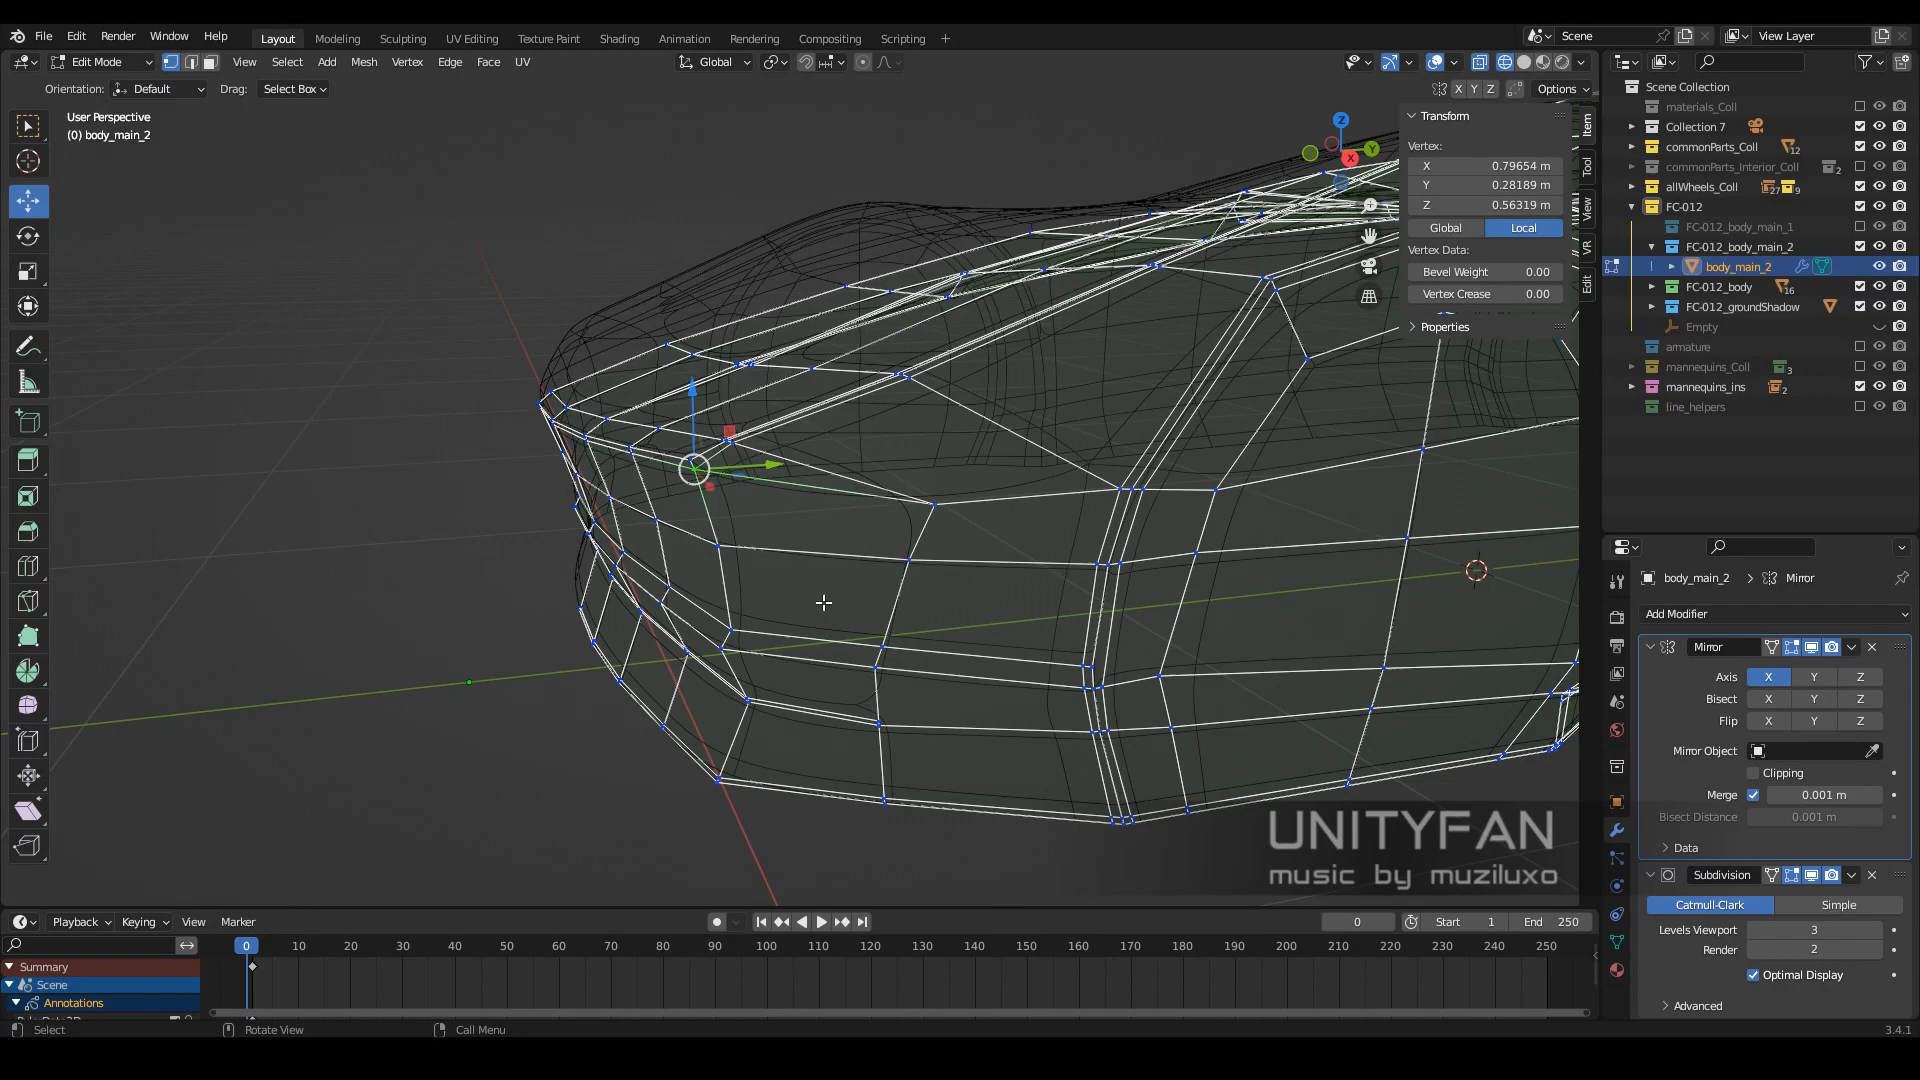 File Edit Render Window Help
Layout Modeling Sculpting UV Editing Texture Paint Shading Animation Rendering Compositing Scripting +
Scene
View Layer
Edit Mode View Select Add Mesh Vertex Edge Face UV
Global
Orientation: Default Drag: Select Box
X Y Z Options
User Perspective
(0) body_main_2
Z
Y
X
Transform
Vertex:
X 0.79654 m
Y 0.28189 m
Z 0.56319 m
Global Local
Vertex Data:
Bevel Weight 0.00
Vertex Crease 0.00
Properties
Item
Tool
View
VR
Edit
Scene Collection
materials_Coll
Collection 7
commonParts_Coll 12
commonParts_Interior_Coll 2
allWheels_Coll 27 9
FC-012
FC-012_body_main_1
FC-012_body_main_2
body_main_2
FC-012_body 16
FC-012_groundShadow
Empty
armature
mannequins_Coll 3
mannequins_ins 2
line_helpers
body_main_2 > Mirror
Add Modifier
Mirror
Axis X Y Z
Bisect X Y Z
Flip X Y Z
Mirror Object
Clipping
Merge 0.001 m
Bisect Distance 0.001 m
Data
Subdivision
Catmull-Clark Simple
Levels Viewport 3
Render 2
Optimal Display
Advanced
UNITYFAN
music by muziluxo
Playback Keying View Marker
0 Start 1 End 250
0 10 20 30 40 50 60 70 80 90 100 110 120 130 140 150 160 170 180 190 200 210 220 230 240 250
Summary
Scene
Annotations
Select Rotate View Call Menu
3.4.1